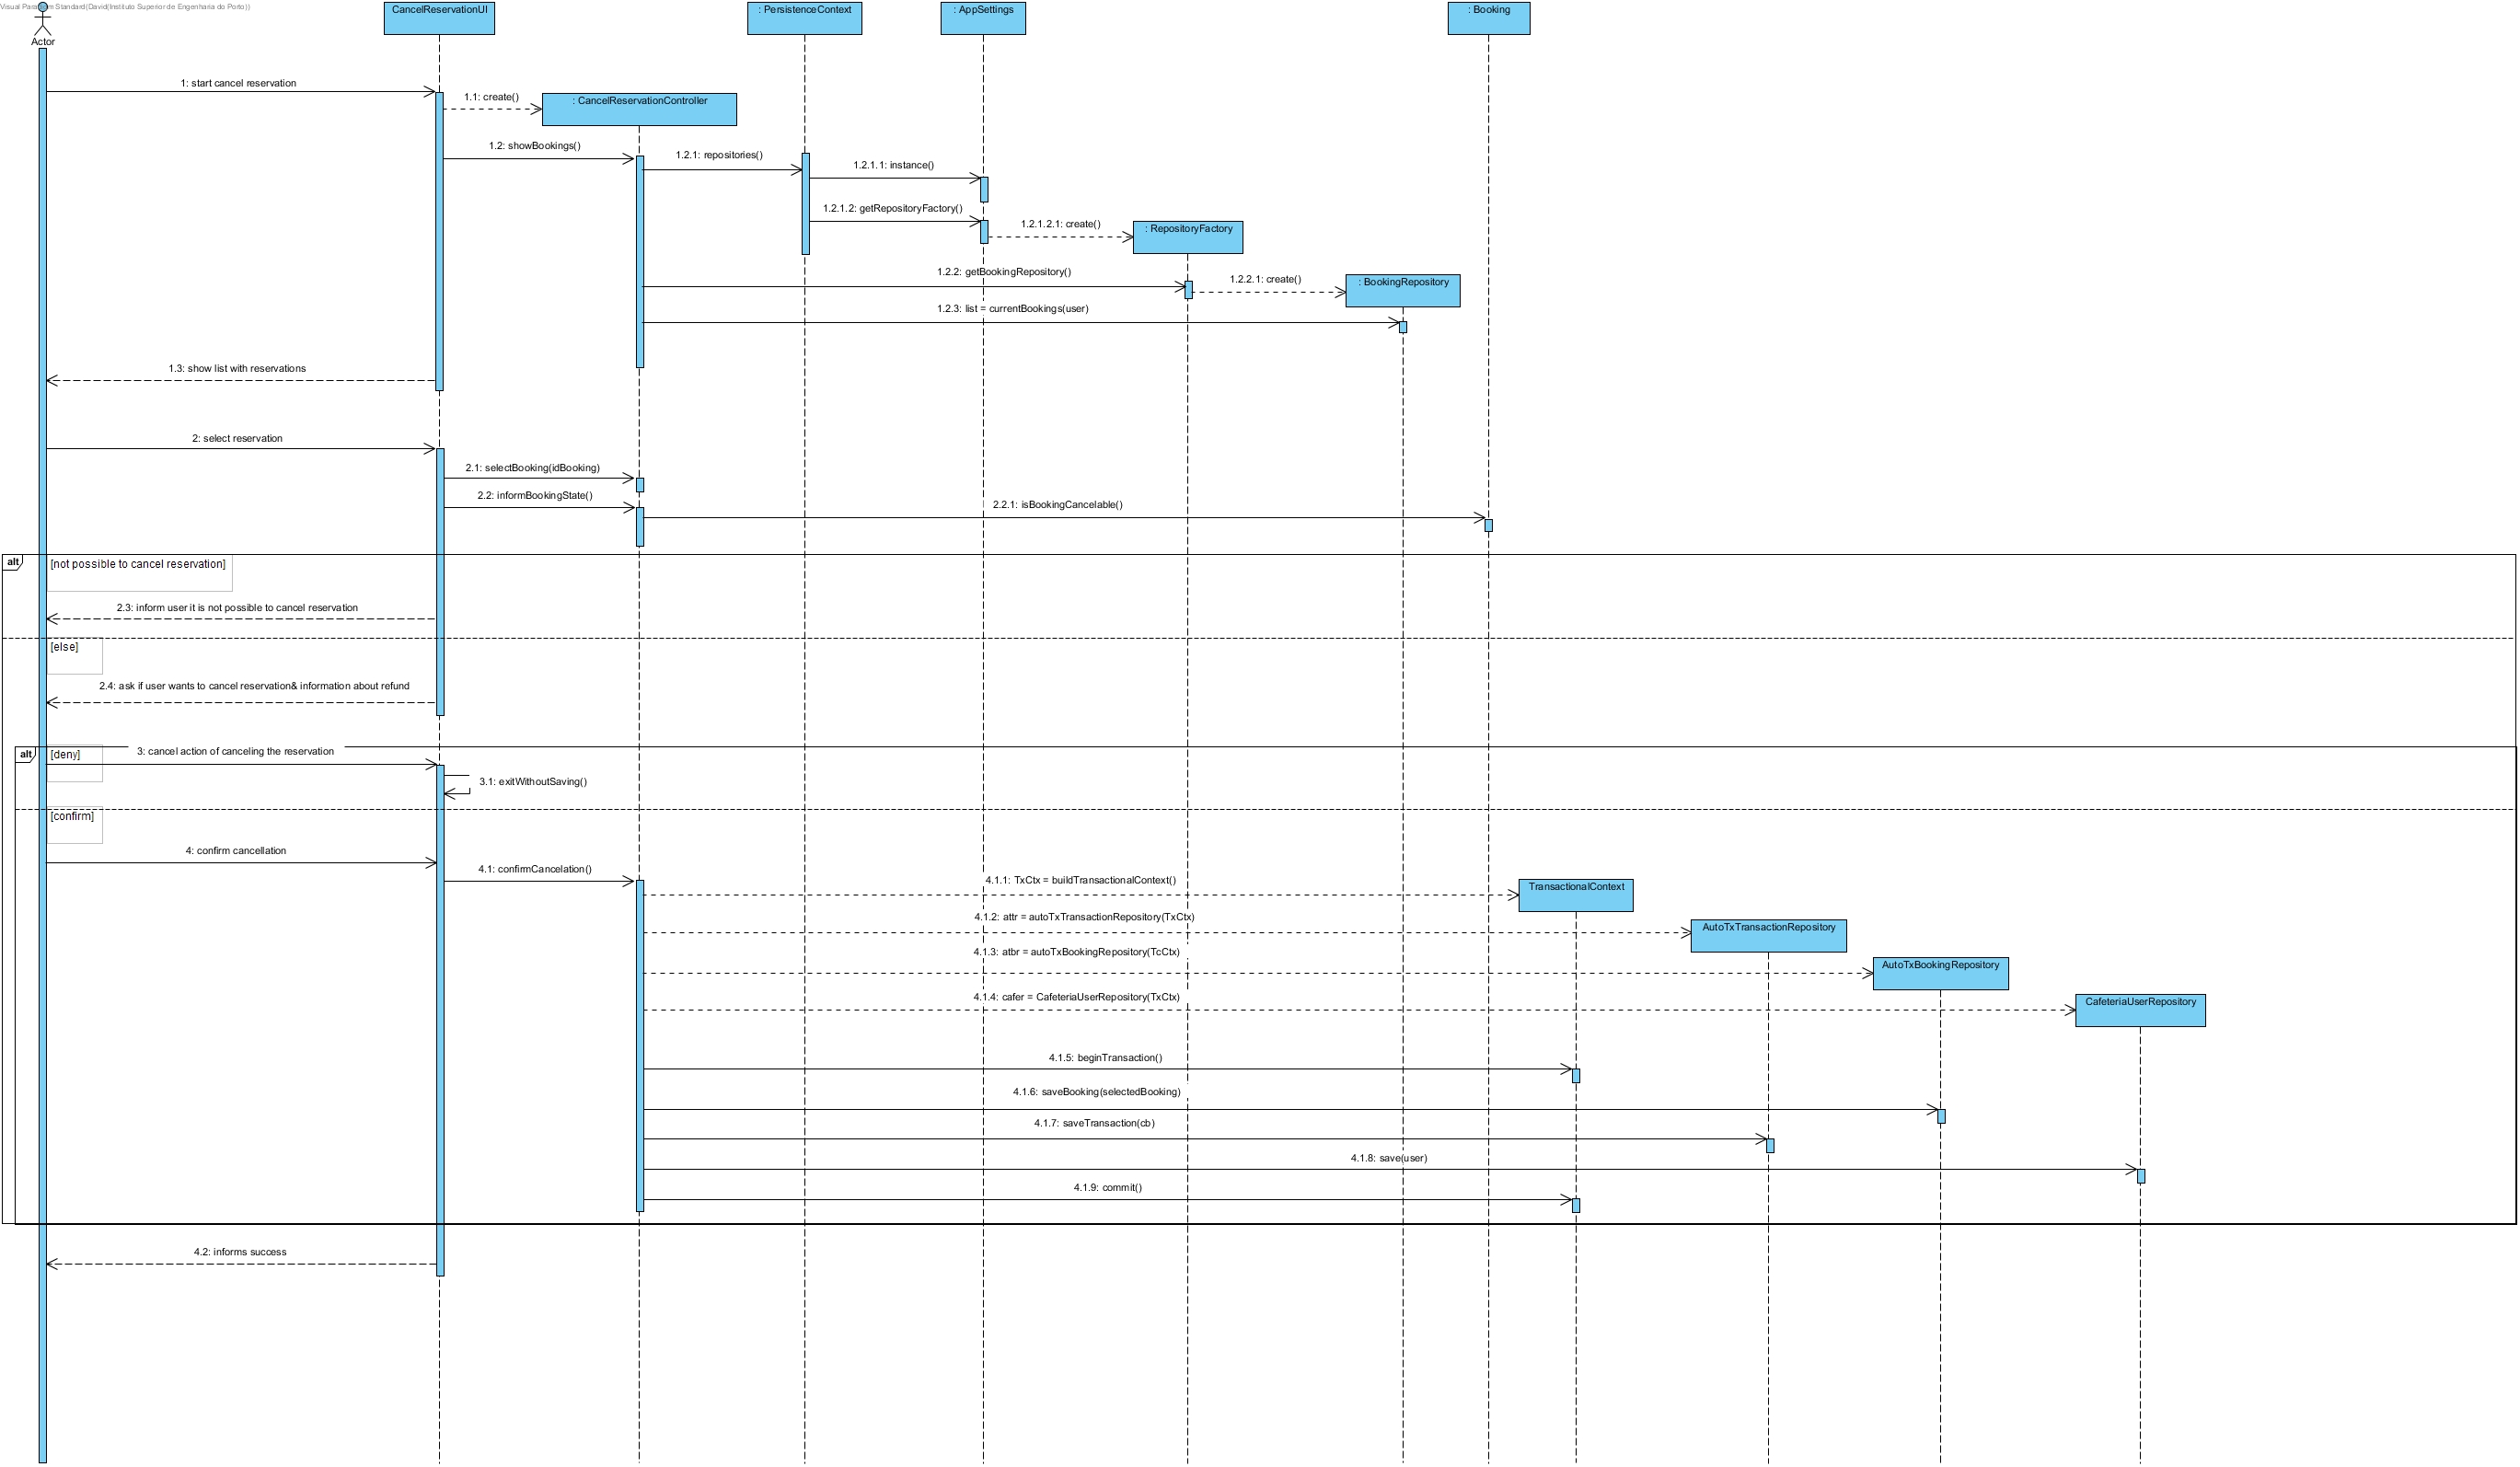 Visual Paradigm Standard(David(Instituto Superior de Engenharia do Porto))
Actor
CancelReservationUI
: PersistenceContext
: AppSettings
: Booking
1: start cancel reservation
1.1: create()
: CancelReservationController
1.2: showBookings()
1.2.1: repositories()
1.2.1.1: instance()
1.2.1.2: getRepositoryFactory()
1.2.1.2.1: create()
: RepositoryFactory
1.2.2: getBookingRepository()
1.2.2.1: create()
: BookingRepository
1.2.3: list = currentBookings(user)
1.3: show list with reservations
2: select reservation
2.1: selectBooking(idBooking)
2.2: informBookingState()
2.2.1: isBookingCancelable()
alt
[not possible to cancel reservation]
2.3: inform user it is not possible to cancel reservation
[else]
2.4: ask if user wants to cancel reservation& information about refund
alt
[deny]
3: cancel action of canceling the reservation
3.1: exitWithoutSaving()
[confirm]
4: confirm cancellation
4.1: confirmCancelation()
4.1.1: TxCtx = buildTransactionalContext()
TransactionalContext
4.1.2: attr = autoTxTransactionRepository(TxCtx)
AutoTxTransactionRepository
4.1.3: atbr = autoTxBookingRepository(TcCtx)
AutoTxBookingRepository
4.1.4: cafer = CafeteriaUserRepository(TxCtx)
CafeteriaUserRepository
4.1.5: beginTransaction()
4.1.6: saveBooking(selectedBooking)
4.1.7: saveTransaction(cb)
4.1.8: save(user)
4.1.9: commit()
4.2: informs success